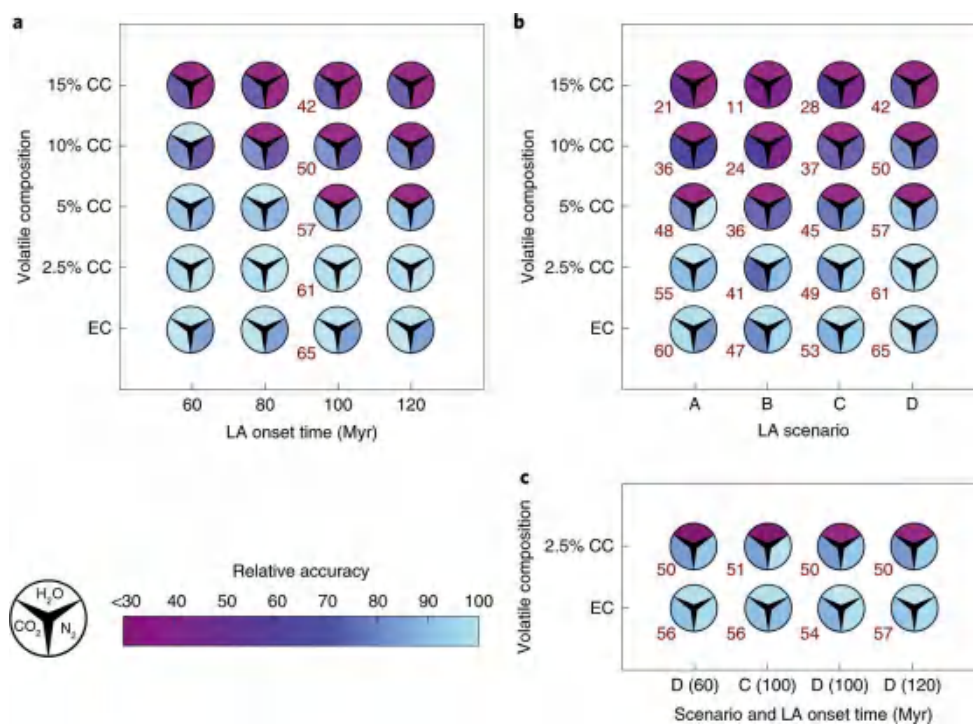 a
Volatile composition
15% CC
10% CC
5% CC
2.5% CC
EC
42
50
57
61
65
60 80 100 120
LA onset time (Myr)
b
Volatile composition
15% CC
10% CC
5% CC
2.5% CC
EC
21 11 28 42
36 24 37 50
48 36 45 57
55 41 49 61
60 47 53 65
A B C D
LA scenario
H₂O
CO₂ N₂
Relative accuracy
<30 40 50 60 70 80 90 100
c
Volatile composition
2.5% CC
EC
50 51 50 50
56 56 54 57
D (60) C (100) D (100) D (120)
Scenario and LA onset time (Myr)